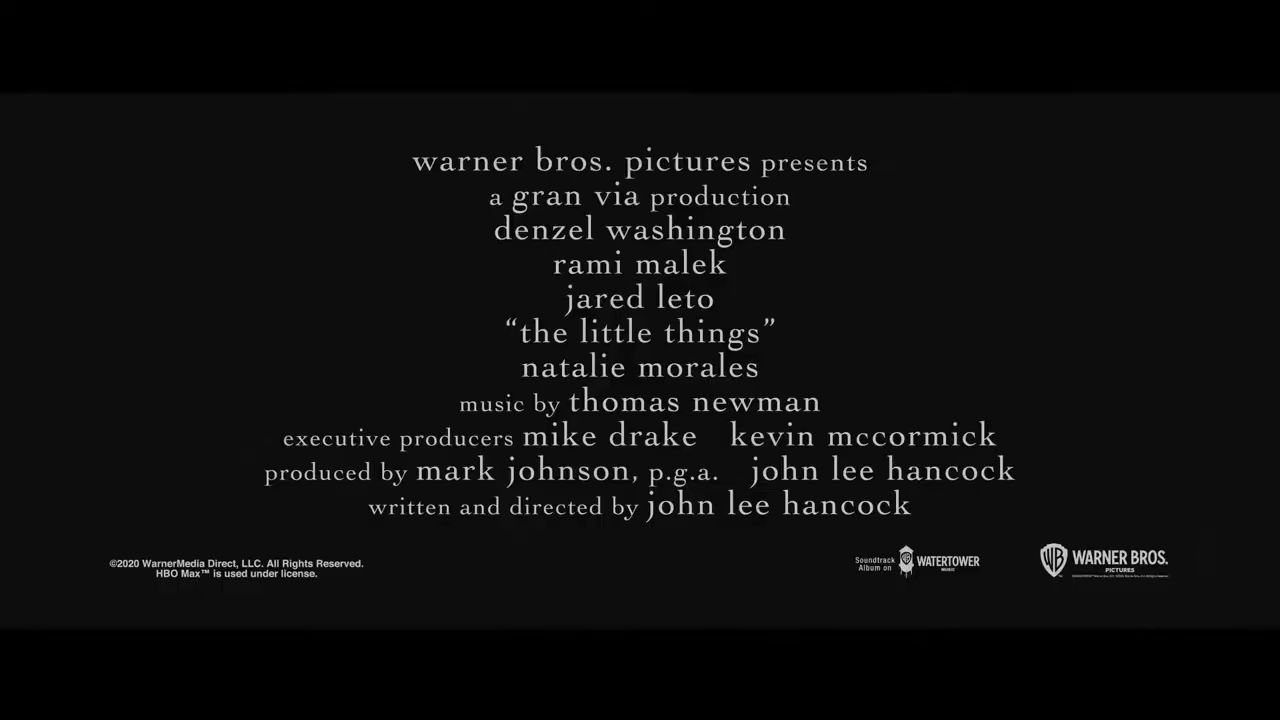 warner bros. pictures presents
a gran via production
denzel washington
rami malek
jared leto
“the little things”
natalie morales
music by thomas newman
executive producers mike drake kevin mccormick
produced by mark johnson, p.g.a. john lee hancock
written and directed by john lee hancock
©2020 WarnerMedia Direct, LLC. All Rights Reserved.
HBO Max™ is used under license.
Soundtrack
Album on
WATERTOWER
MUSIC
WB
WARNER BROS.
PICTURES